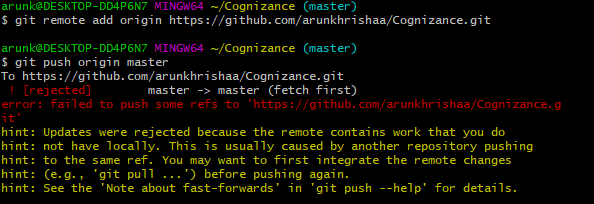 arunk@DESKTOP-DD4P6N7 MINGW64 ~/Cognizance (master)
$ git remote add origin https://github.com/arunkhrishaa/Cognizance.git
arunk@DESKTOP-DD4P6N7 MINGW64 ~/Cognizance (master)
$ git push origin master
To https://github.com/arunkhrishaa/Cognizance.git
 ! [rejected]        master -> master (fetch first)
error: failed to push some refs to 'https://github.com/arunkhrishaa/Cognizance.g
it'
hint: Updates were rejected because the remote contains work that you do
hint: not have locally. This is usually caused by another repository pushing
hint: to the same ref. You may want to first integrate the remote changes
hint: (e.g., 'git pull ...') before pushing again.
hint: See the 'Note about fast-forwards' in 'git push --help' for details.